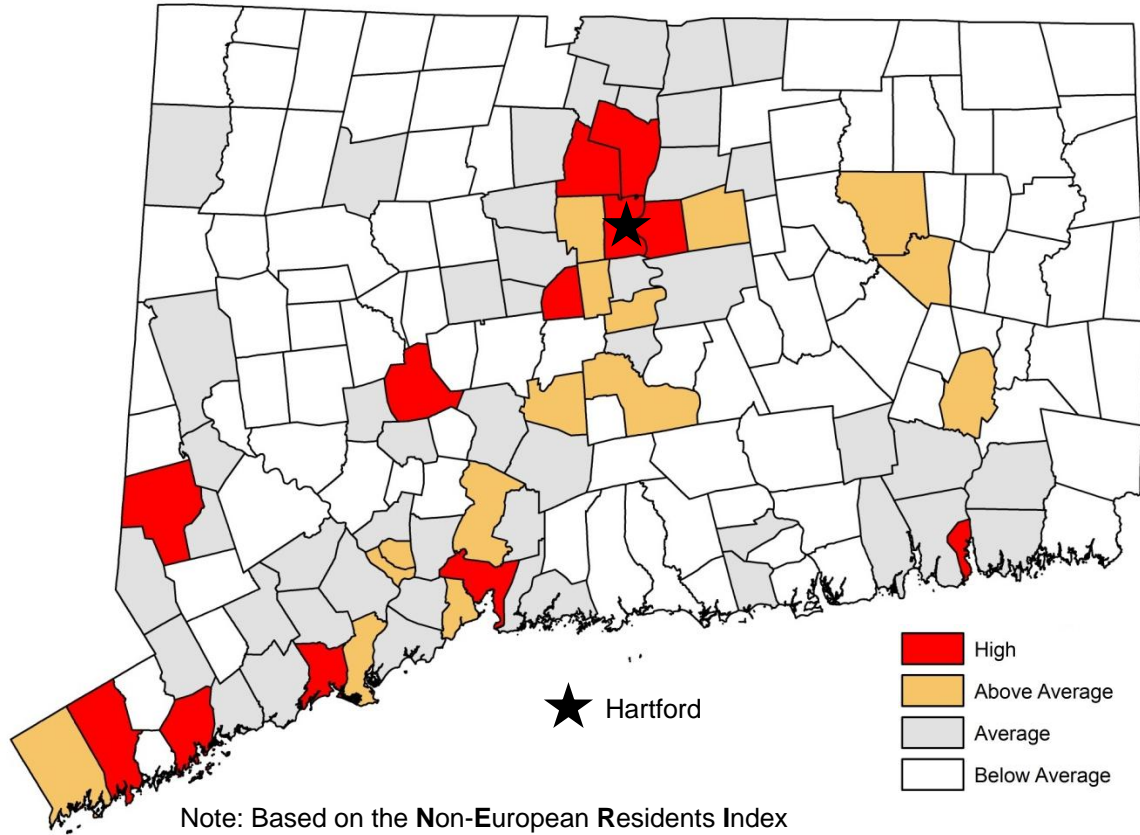 High
Above Average
Average
Below Average
Hartford
Note: Based on the Non-European Residents Index